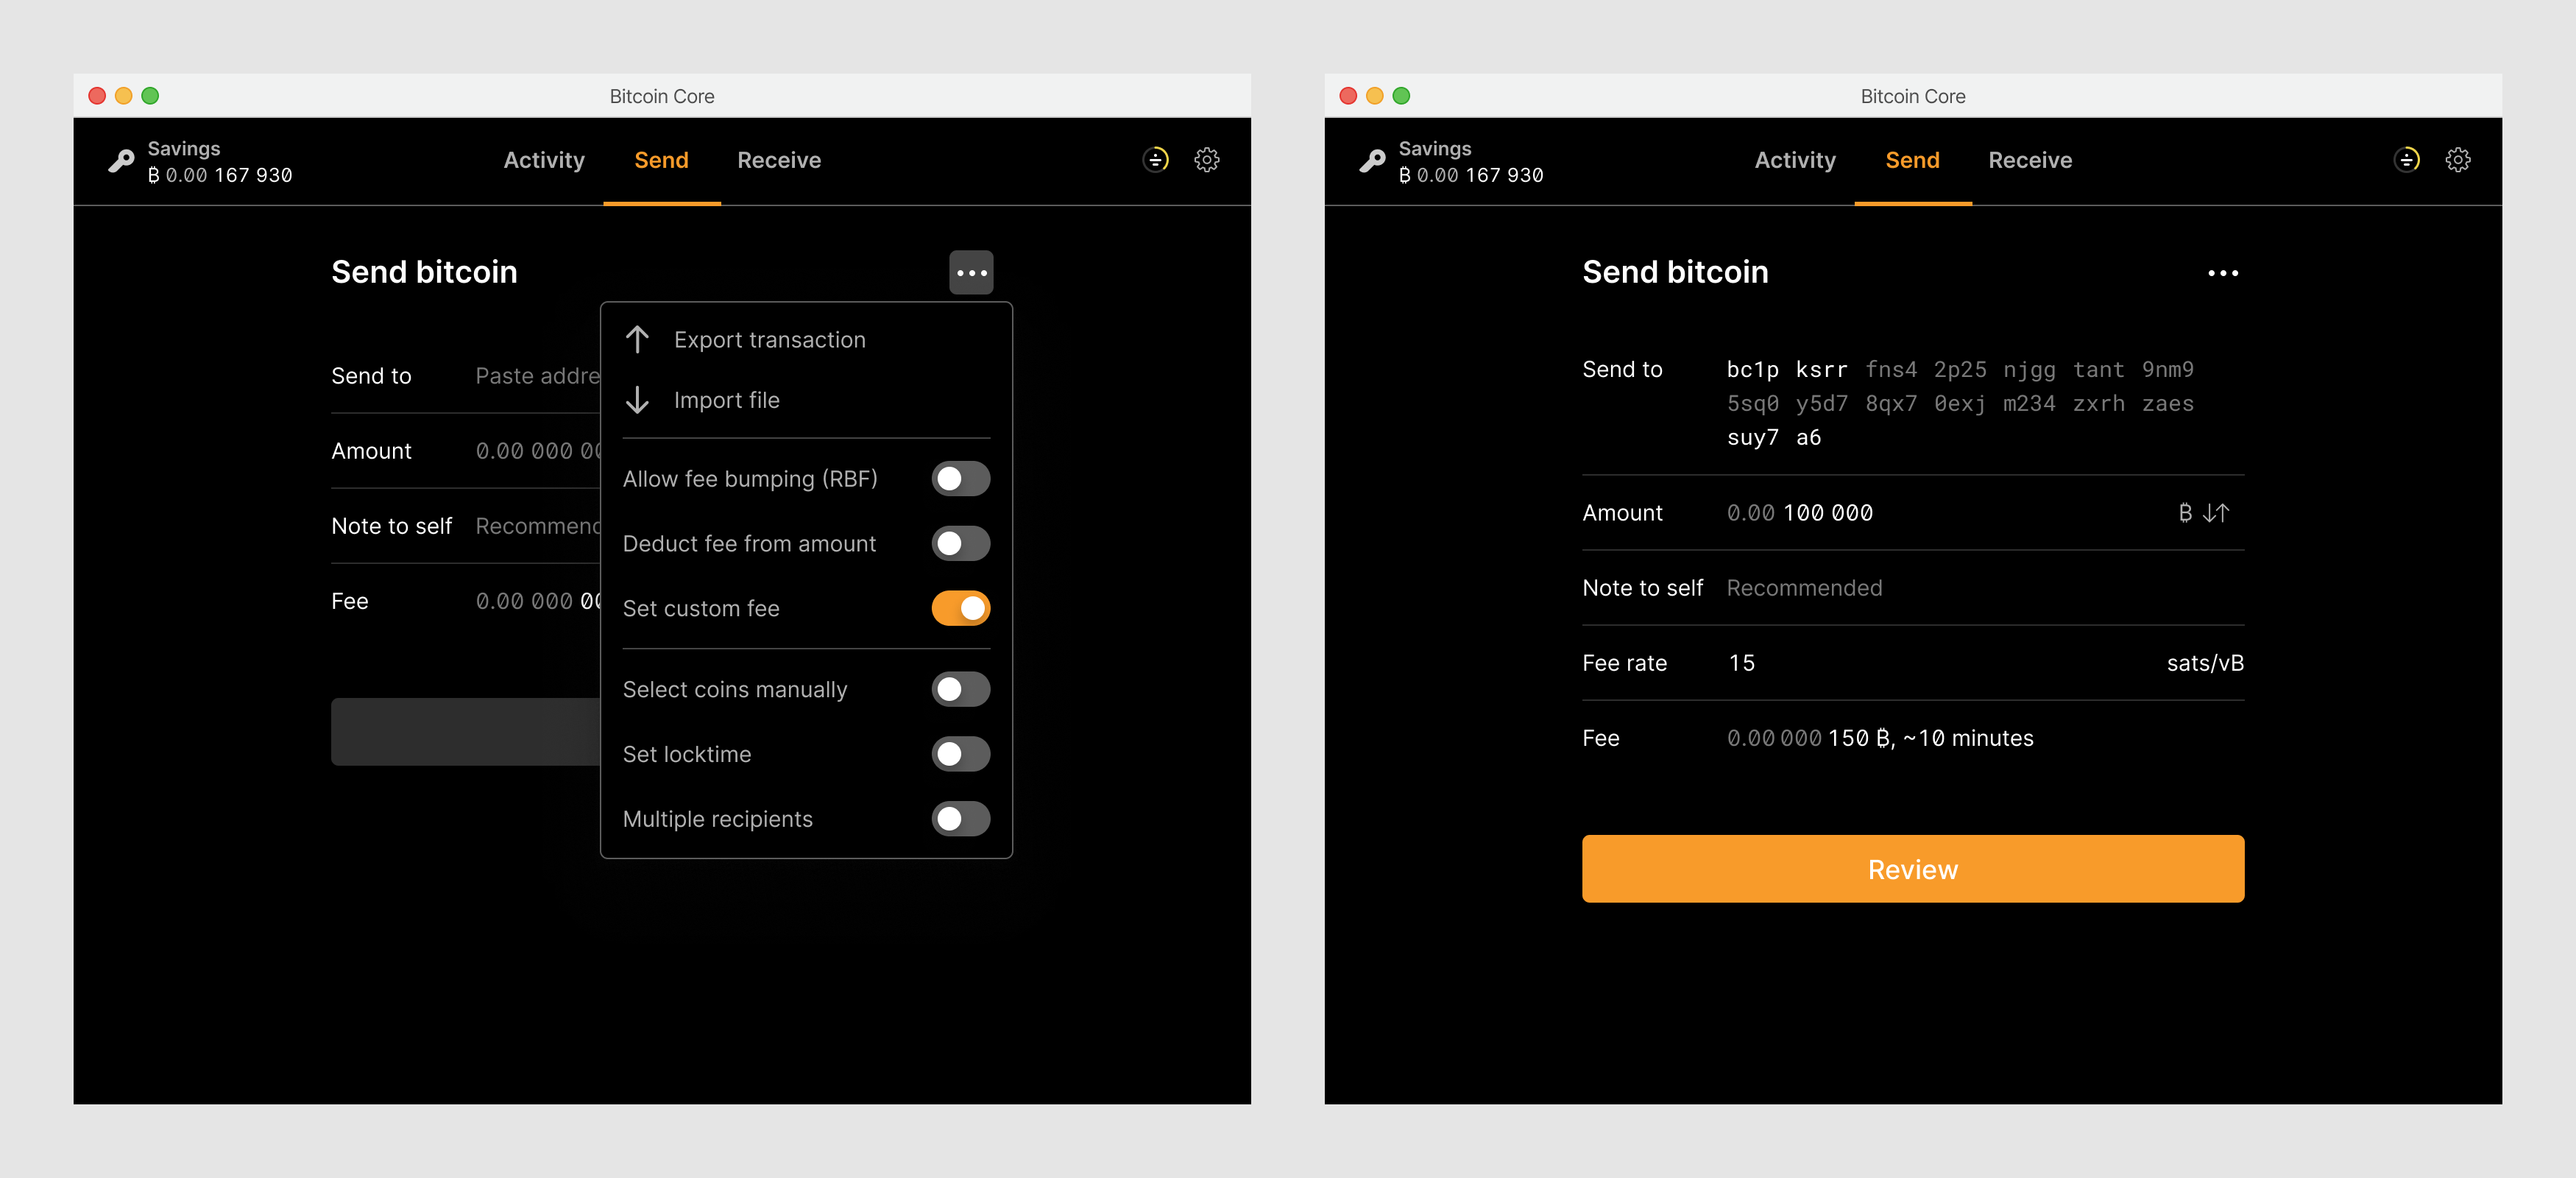 Bitcoin Core
Savings
₿ 0.00 167 930
Activity
Send
Receive
Send bitcoin
Export transaction
Import file
Send to
Paste addre
Amount
0.00 000 00
Note to self
Recommend
Fee
0.00 000 00
Allow fee bumping (RBF)
Deduct fee from amount
Set custom fee
Select coins manually
Set locktime
Multiple recipients
Bitcoin Core
Savings
₿ 0.00 167 930
Activity
Send
Receive
Send bitcoin
Send to
bc1p ksrr fns4 2p25 njgg tant 9nm9
5sq0 y5d7 8qx7 0exj m234 zxrh zaes
suy7 a6
Amount
0.00 100 000
₿
Note to self
Recommended
Fee rate
15
sats/vB
Fee
0.00 000 150 ₿, ~10 minutes
Review